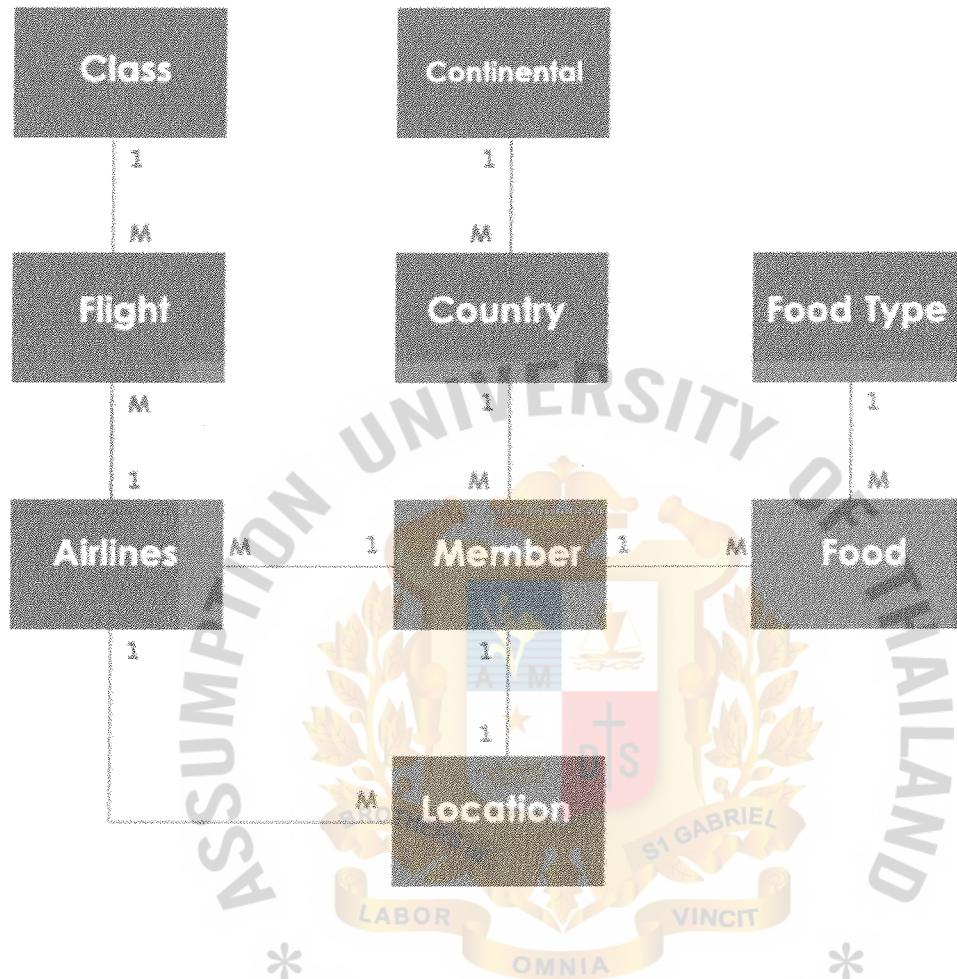 Class
Continental
1
1
M
M
Flight
Country
Food Type
M
1
1
1
M
M
Airlines
M
1
Member
1
M
Food
1
1
A M
1
D S
M
Location
S1 GABRIEL
LABOR
VINCIT
OMNIA
ASSUMPTION UNIVERSITY OF THAILAND
*
*